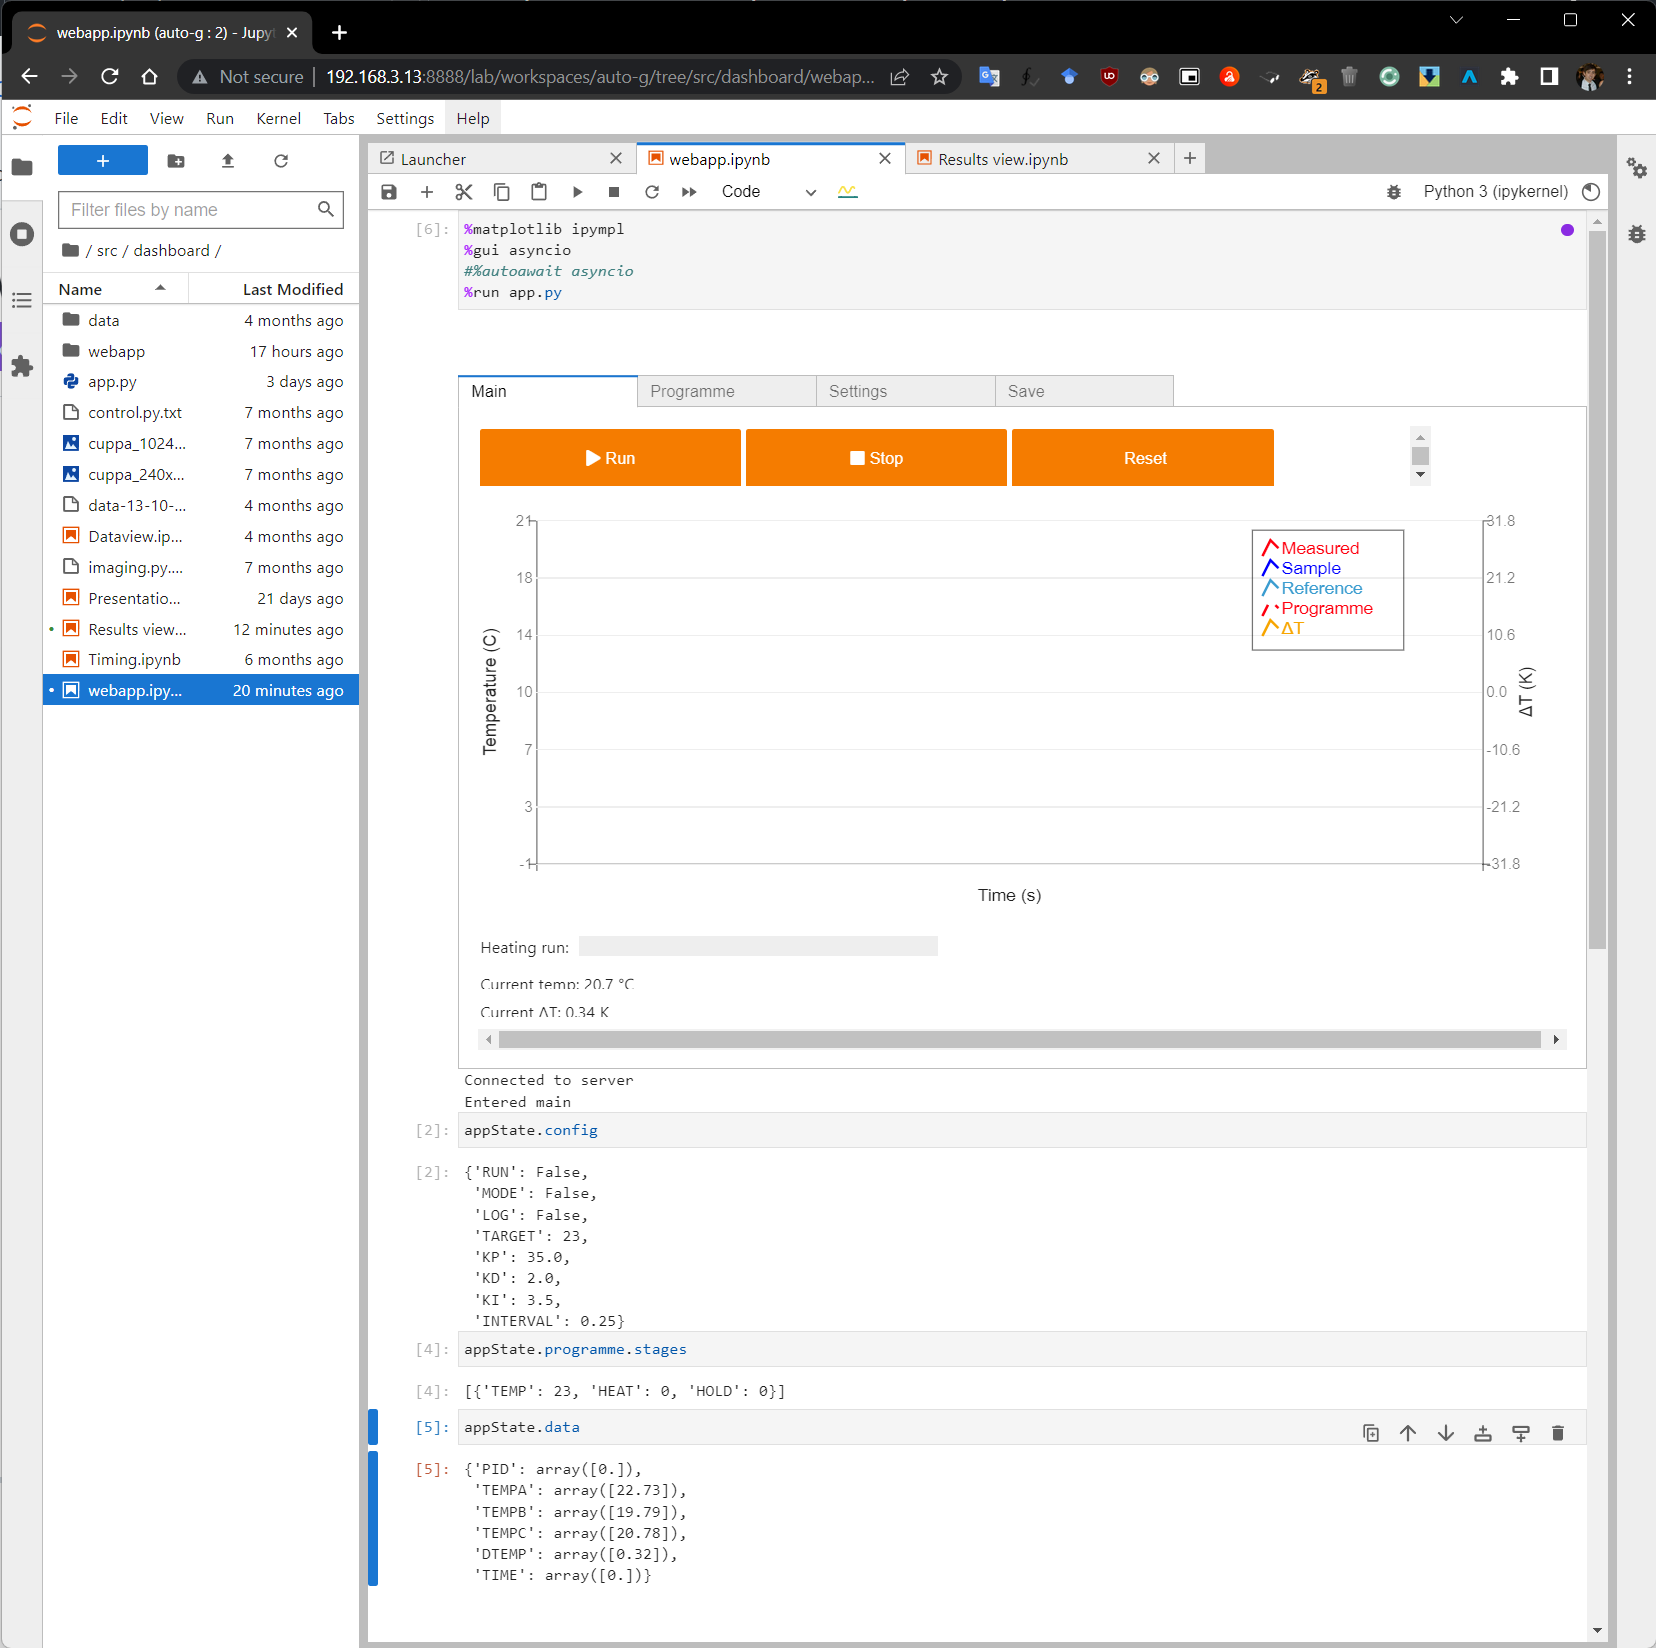 webapp.ipynb (auto-g : 2) - Jupyt
Not secure
192.168.3.13:8888/lab/workspaces/auto-g/tree/src/dashboard/webap...
2
File Edit View Run Kernel Tabs Settings Help
Launcher
webapp.ipynb
Results view.ipynb
Filter files by name
/ src / dashboard /
Code
Python 3 (ipykernel)
Name Last Modified
data 4 months ago
webapp 17 hours ago
app.py 3 days ago
control.py.txt 7 months ago
cuppa_1024... 7 months ago
cuppa_240x... 7 months ago
data-13-10-... 4 months ago
Dataview.ip... 4 months ago
imaging.py.... 7 months ago
Presentatio... 21 days ago
Results view... 12 minutes ago
Timing.ipynb 6 months ago
webapp.ipy... 20 minutes ago
[6]: %matplotlib ipympl
%gui asyncio
#%autoawait asyncio
%run app.py
Main Programme Settings Save
Run Stop Reset
21
18
14
10
7
3
-1
Temperature (C)
Measured
Sample
Reference
Programme
ΔT
31.8
21.2
10.6
0.0
-10.6
-21.2
-31.8
ΔT (K)
Time (s)
Heating run:
Current temp: 20.7 °C
Current ΔT: 0.34 K
Connected to server
Entered main
[2]: appState.config
[2]: {'RUN': False,
'MODE': False,
'LOG': False,
'TARGET': 23,
'KP': 35.0,
'KD': 2.0,
'KI': 3.5,
'INTERVAL': 0.25}
[4]: appState.programme.stages
[4]: [{'TEMP': 23, 'HEAT': 0, 'HOLD': 0}]
[5]: appState.data
[5]: {'PID': array([0.]),
'TEMPA': array([22.73]),
'TEMPB': array([19.79]),
'TEMPC': array([20.78]),
'DTEMP': array([0.32]),
'TIME': array([0.])}